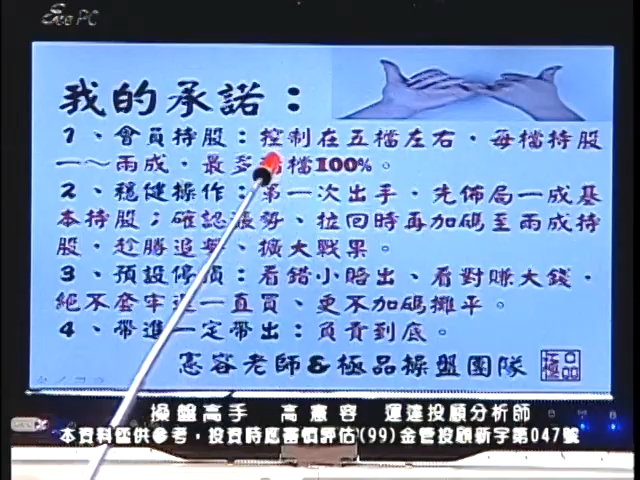 Eee PC
我的承諾：
1、會員持股：控制在五檔左右，每檔持股
一～兩成，最多 檔100%。
2、穩健操作：第一次出手、先佈局一成基
本持股；確認漲勢、拉回時再加碼至兩成持
股，趁勝追擊、擴大戰果。
3、預設停損：看錯小賠出、看對賺大錢，
絕不套牢 一直買、更不加碼攤平。
4、帶進一定帶出：負責到底。
憲容老師&極品操盤團隊
極品
操盤高手 高憲容 運達投顧分析師
本資料僅供參考，投資時應審慎評估(99)金管投顧新字第047號